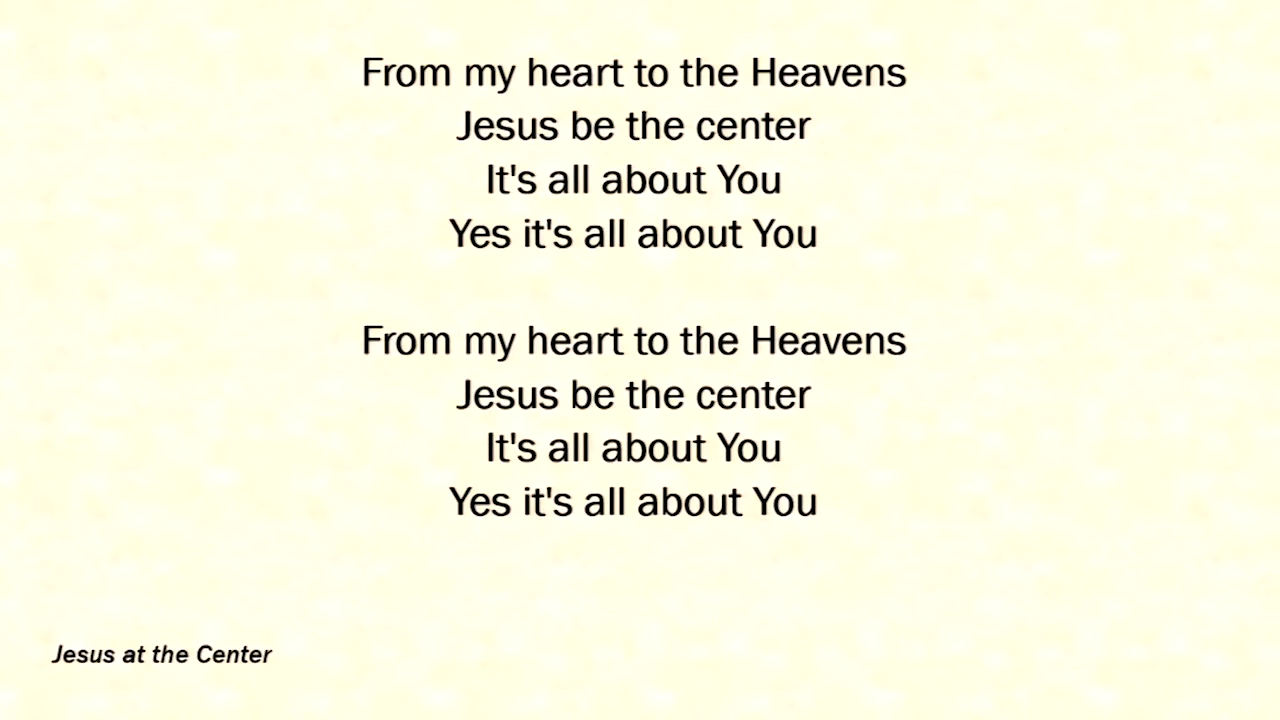 From my heart to the Heavens
Jesus be the center
It's all about You
Yes it's all about You
From my heart to the Heavens
Jesus be the center
It's all about You
Yes it's all about You
Jesus at the Center